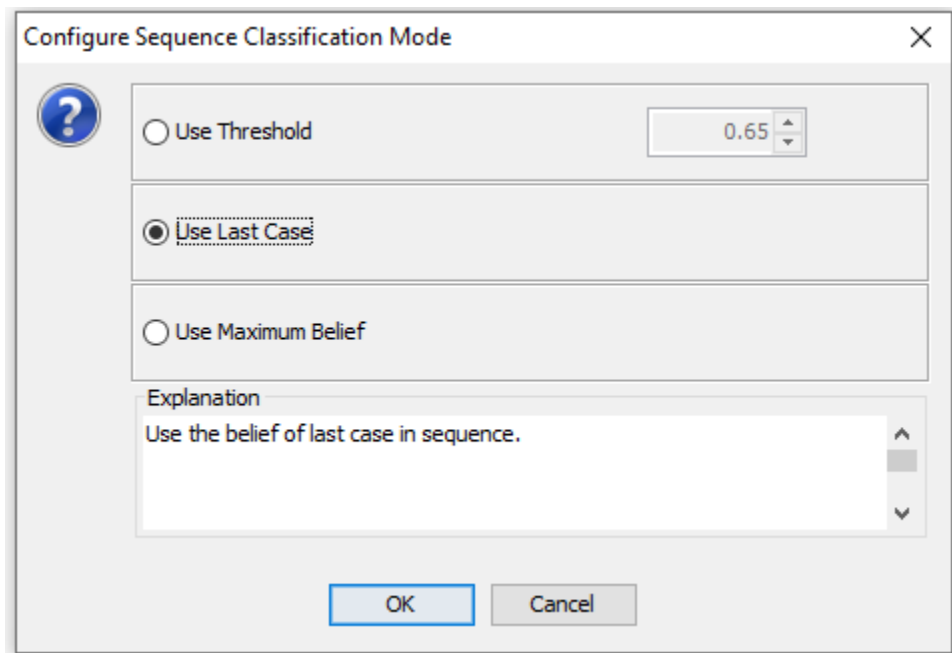 Configure Sequence Classification Mode
Use Threshold 0.65
Use Last Case
Use Maximum Belief
Explanation
Use the belief of last case in sequence.
OK Cancel